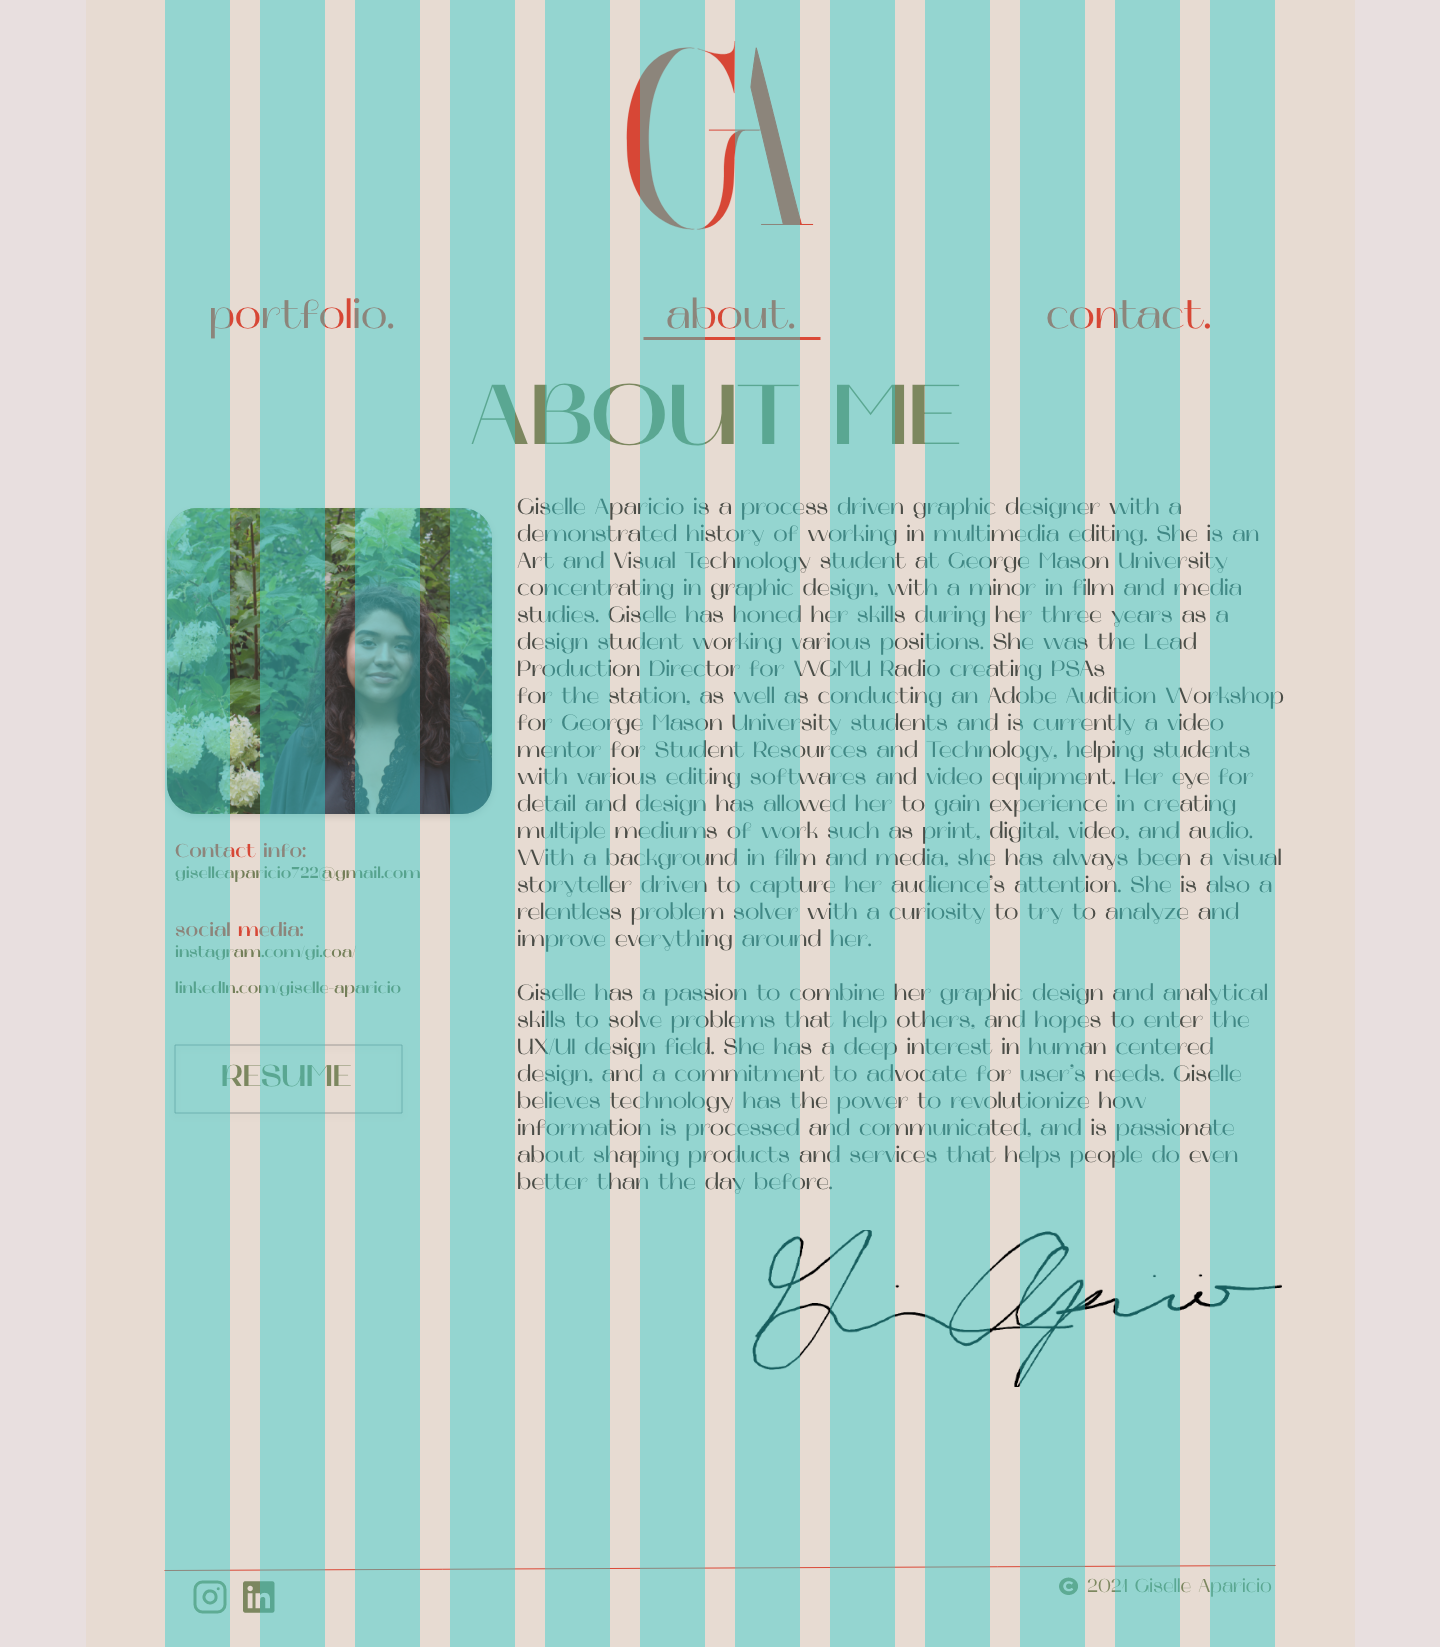 GA
portfolio. about. contact.
ABOUT ME
Giselle Aparicio is a process driven graphic designer with a
demonstrated history of working in multimedia editing. She is an
Art and Visual Technology student at George Mason University
concentrating in graphic design, with a minor in film and media
studies. Giselle has honed her skills during her three years as a
design student working various positions. She was the Lead
Production Director for WGMU Radio creating PSAs
for the station, as well as conducting an Adobe Audition Workshop
for George Mason University students and is currently a video
mentor for Student Resources and Technology, helping students
with various editing softwares and video equipment. Her eye for
detail and design has allowed her to gain experience in creating
multiple mediums of work such as print, digital, video, and audio.
With a background in film and media, she has always been a visual
storyteller driven to capture her audience's attention. She is also a
relentless problem solver with a curiosity to try to analyze and
improve everything around her.
Giselle has a passion to combine her graphic design and analytical
skills to solve problems that help others, and hopes to enter the
UX/UI design field. She has a deep interest in human centered
design, and a commitment to advocate for user's needs. Giselle
believes technology has the power to revolutionize how
information is processed and communicated, and is passionate
about shaping products and services that helps people do even
better than the day before.
Contact info:
giselleaparicio722@gmail.com
social media:
instagram.com/gi.coa/
linkedIn.com/giselle-aparicio
RESUME
in
© 2021 Giselle Aparicio